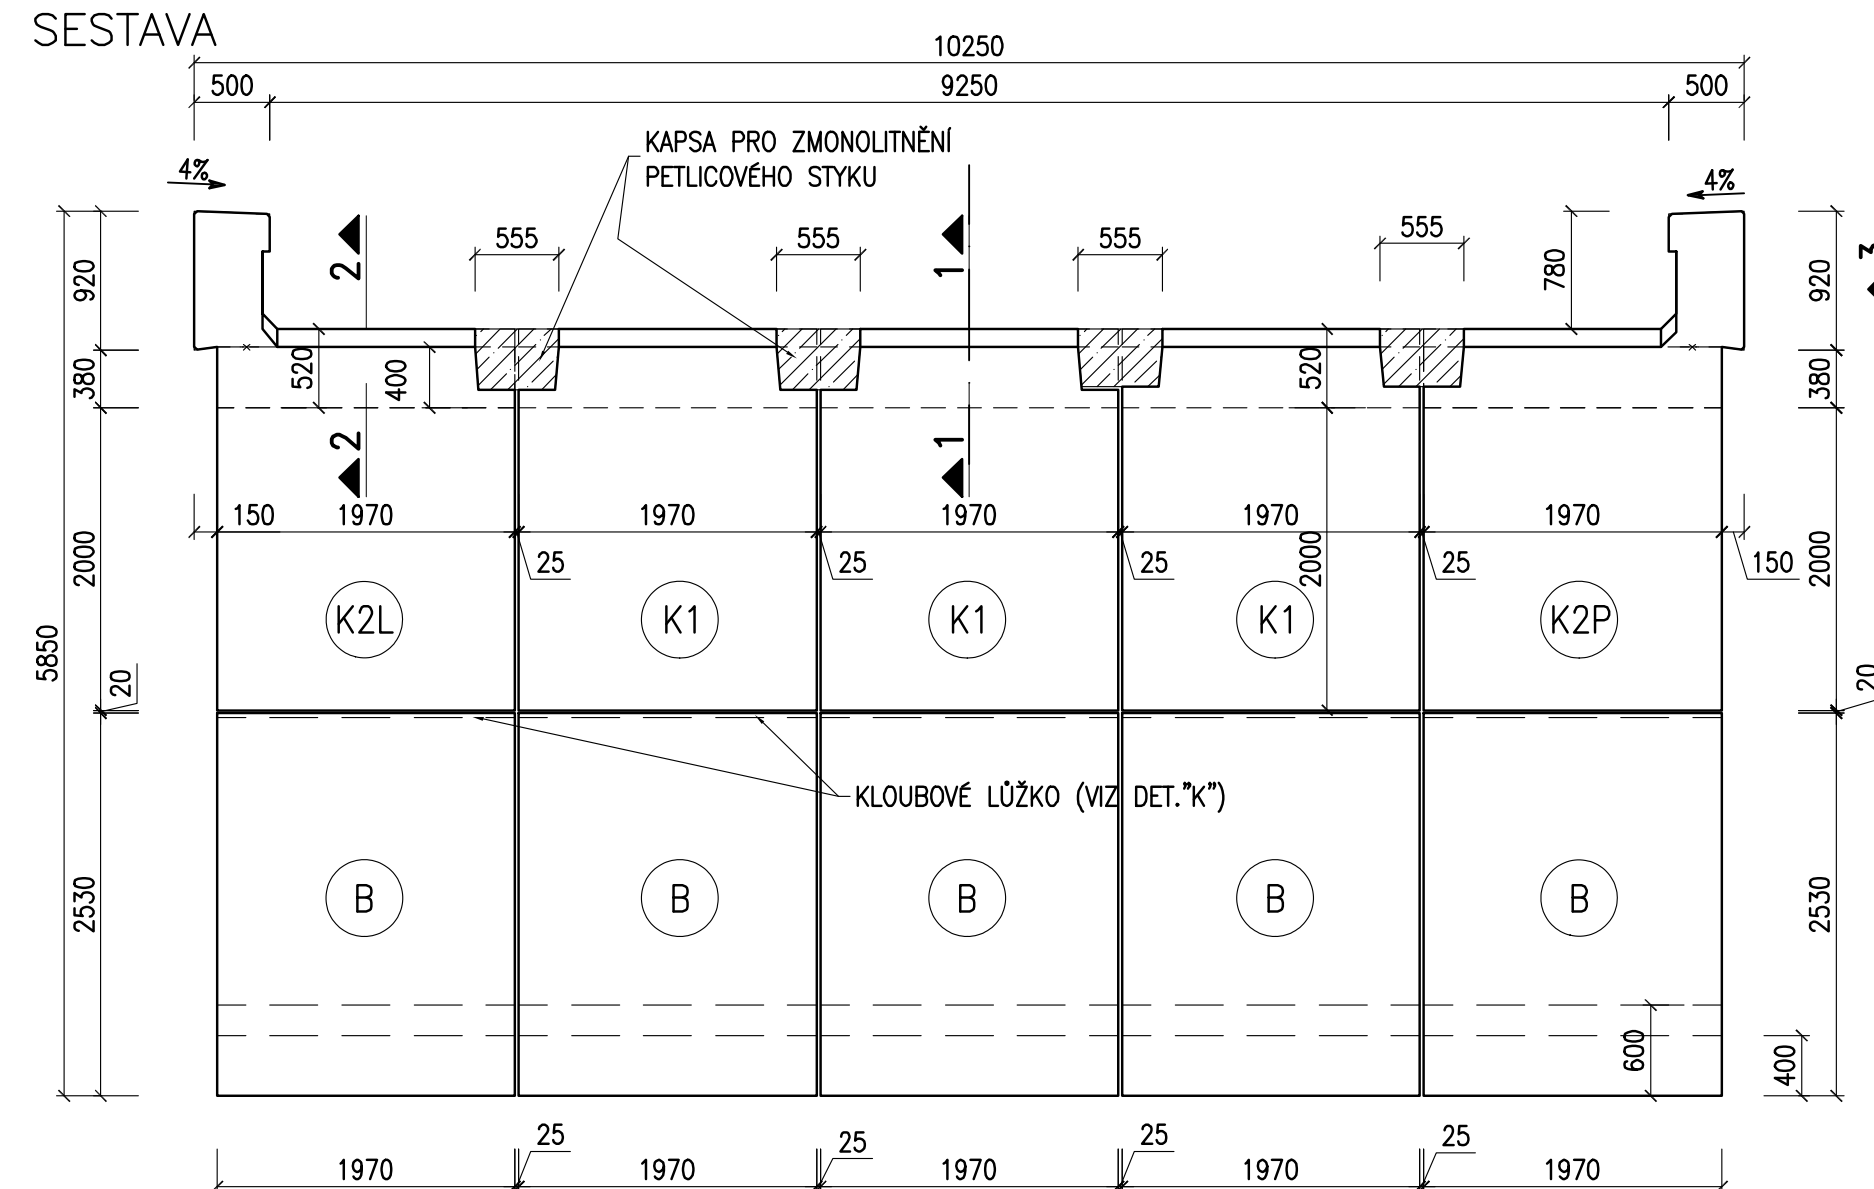 SESTAVA
10250
500 9250 500
KAPSA PRO ZMONOLITNĚNÍ
PETLICOVÉHO STYKU
4% 4%
555 555 555 555
2 1
920 780 920 3
380 520 400 520 380
2 1
150 1970 1970 1970 1970 1970
25 25 25 25 150
2000 2000 2000
K2L K1 K1 K1 K2P
5850
20 20
KLOUBOVÉ LŮŽKO (VIZ DET."K")
2530 2530
B B B B B
600 400
25 25 25 25
1970 1970 1970 1970 1970